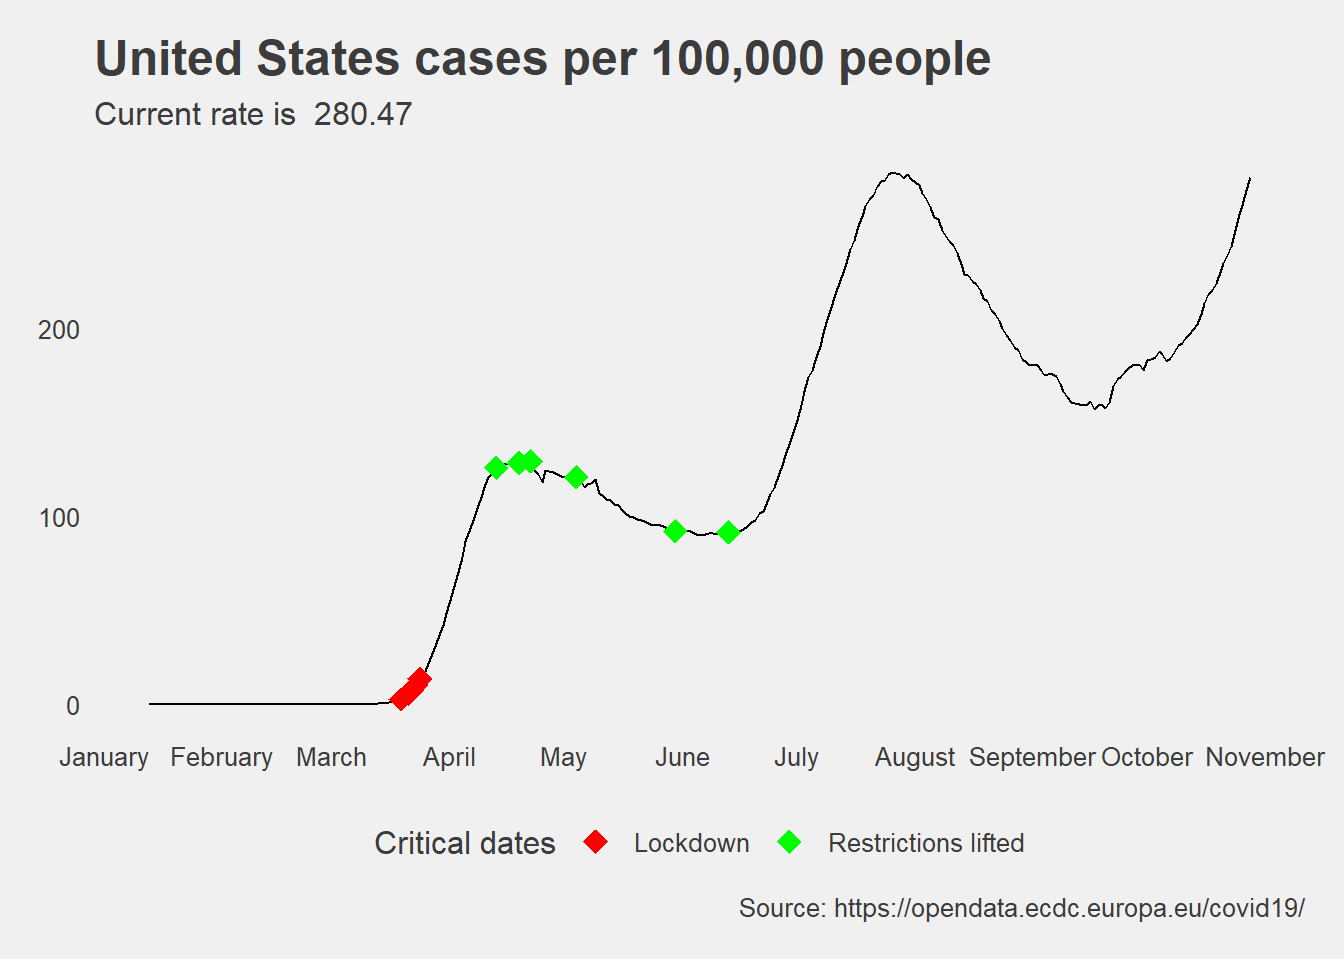 United States cases per 100,000 people
Current rate is  280.47
200
100
0
January February March April May June July August September October November
Critical dates Lockdown Restrictions lifted
Source: https://opendata.ecdc.europa.eu/covid19/